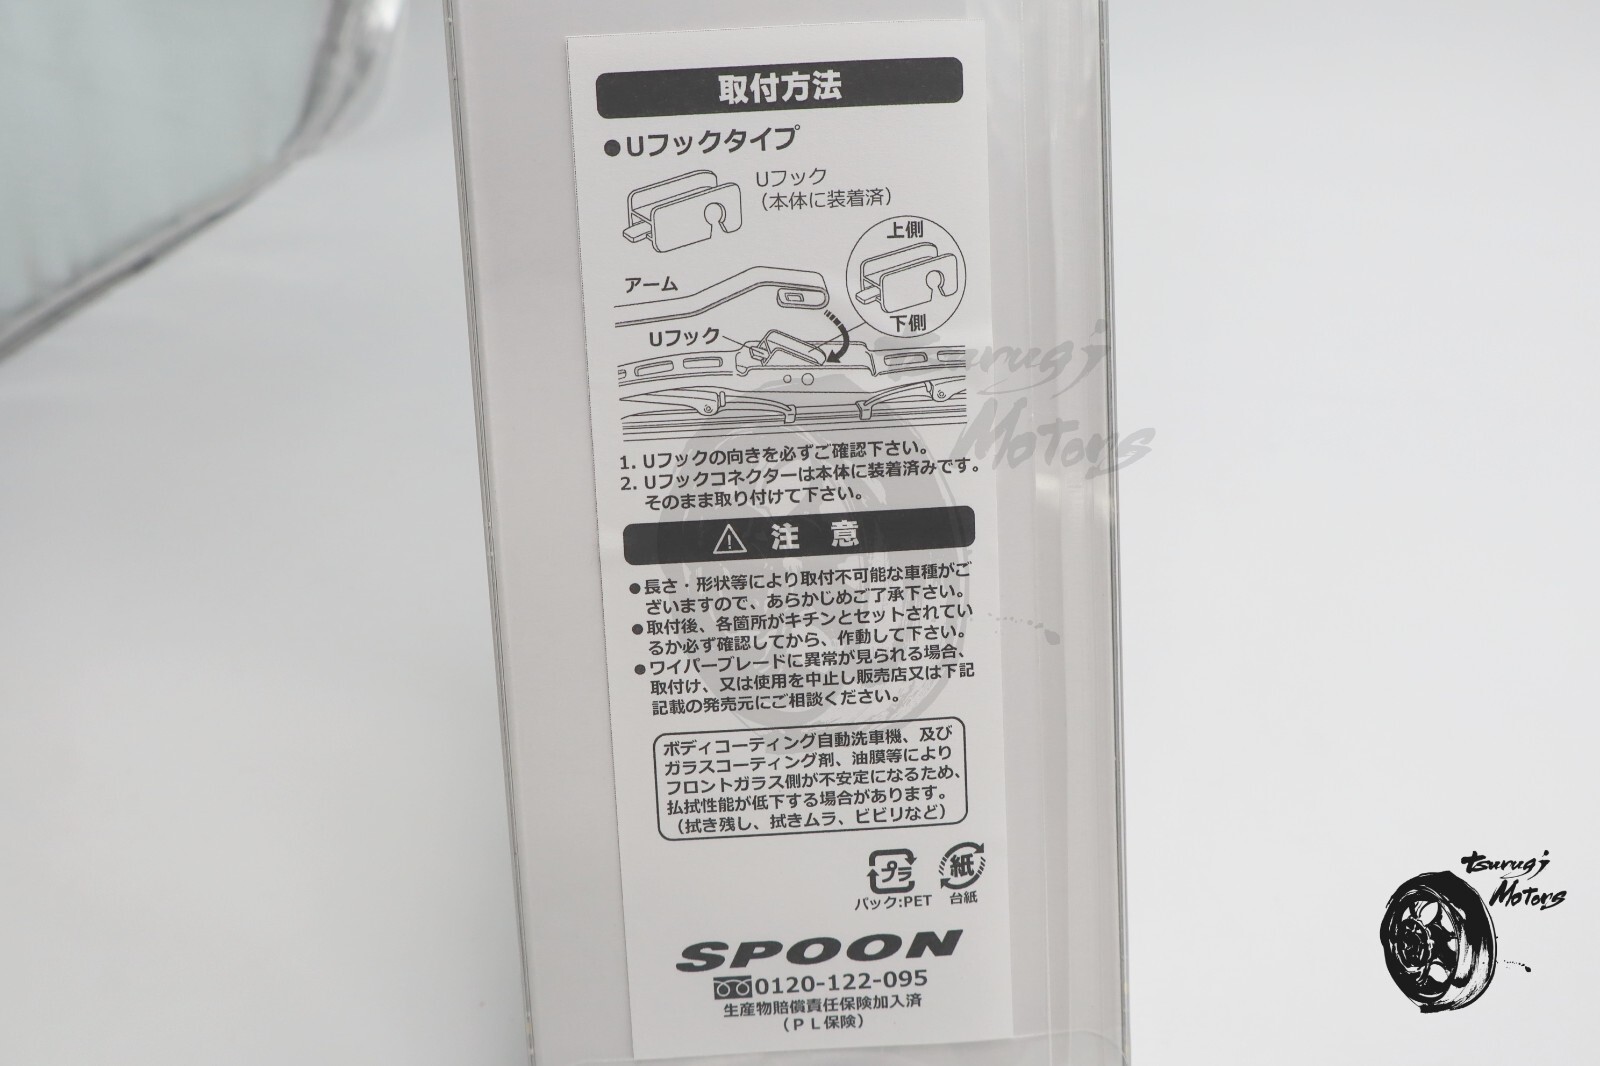 取付方法
●Uフックタイプ
Uフック
（本体に装着済）
上側
アーム
下側
Uフック
1. Uフックの向きを必ずご確認下さい。
2. Uフックコネクターは本体に装着済みです。
そのまま取り付けて下さい。
⚠ 注 意
●長さ・形状等により取付不可能な車種がご
ざいますので、あらかじめご了承下さい。
●取付後、各箇所がキチンとセットされてい
るか必ず確認してから、作動して下さい。
●ワイパーブレードに異常が見られる場合、
取付け、又は使用を中止し販売店又は下記
記載の発売元にご相談ください。
ボディコーティング自動洗車機、及び
ガラスコーティング剤、油膜等により
フロントガラス側が不安定になるため、
払拭性能が低下する場合があります。
（拭き残し、拭きムラ、ビビリなど）
プラ
紙
パック:PET
台紙
SPOON
0120-122-095
生産物賠償責任保険加入済
（ＰＬ保険）
tsurugi
Motors
tsurugi
Motors